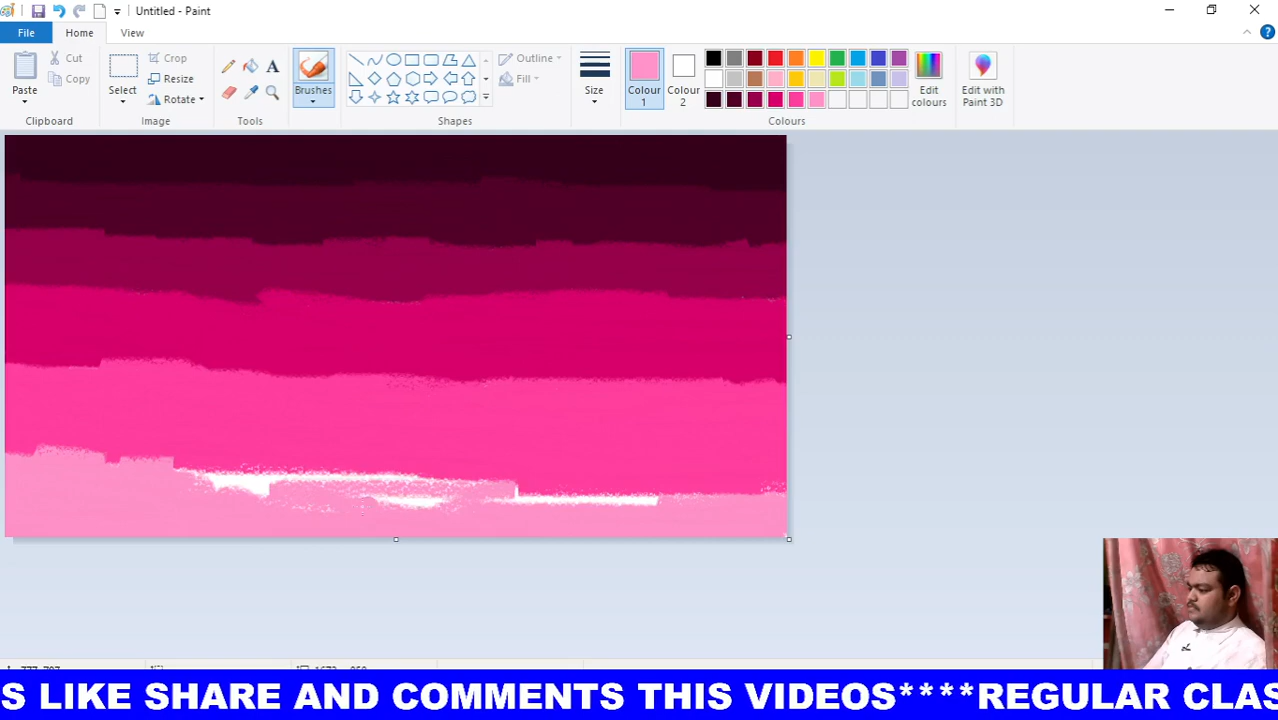 Untitled - Paint
File
Home
View
Paste
Cut
Copy
Clipboard
Select
Crop
Resize
Rotate
Image
Tools
Brushes
Shapes
Outline
Fill
Size
Colour 1
Colour 2
Colours
Edit colours
Edit with Paint 3D
S LIKE SHARE AND COMMENTS THIS VIDEOS****REGULAR CLAS